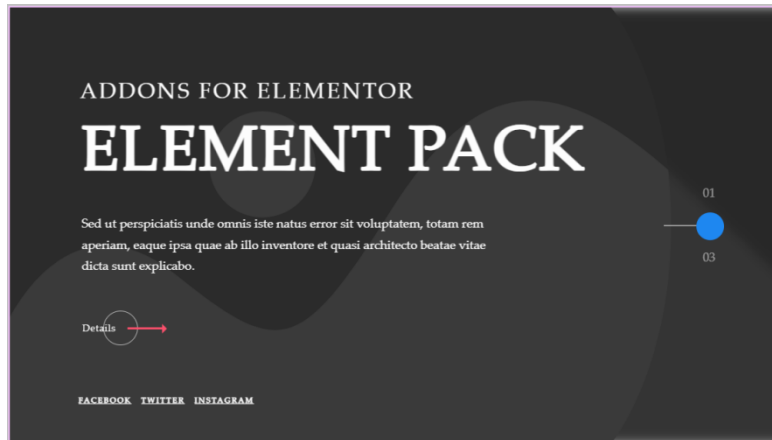 ADDONS FOR ELEMENTOR
ELEMENT PACK
01
Sed ut perspiciatis unde omnis iste natus error sit voluptatem, totam rem
aperiam, eaque ipsa quae ab illo inventore et quasi architecto beatae vitae
dicta sunt explicabo.
03
Details
FACEBOOK TWITTER INSTAGRAM